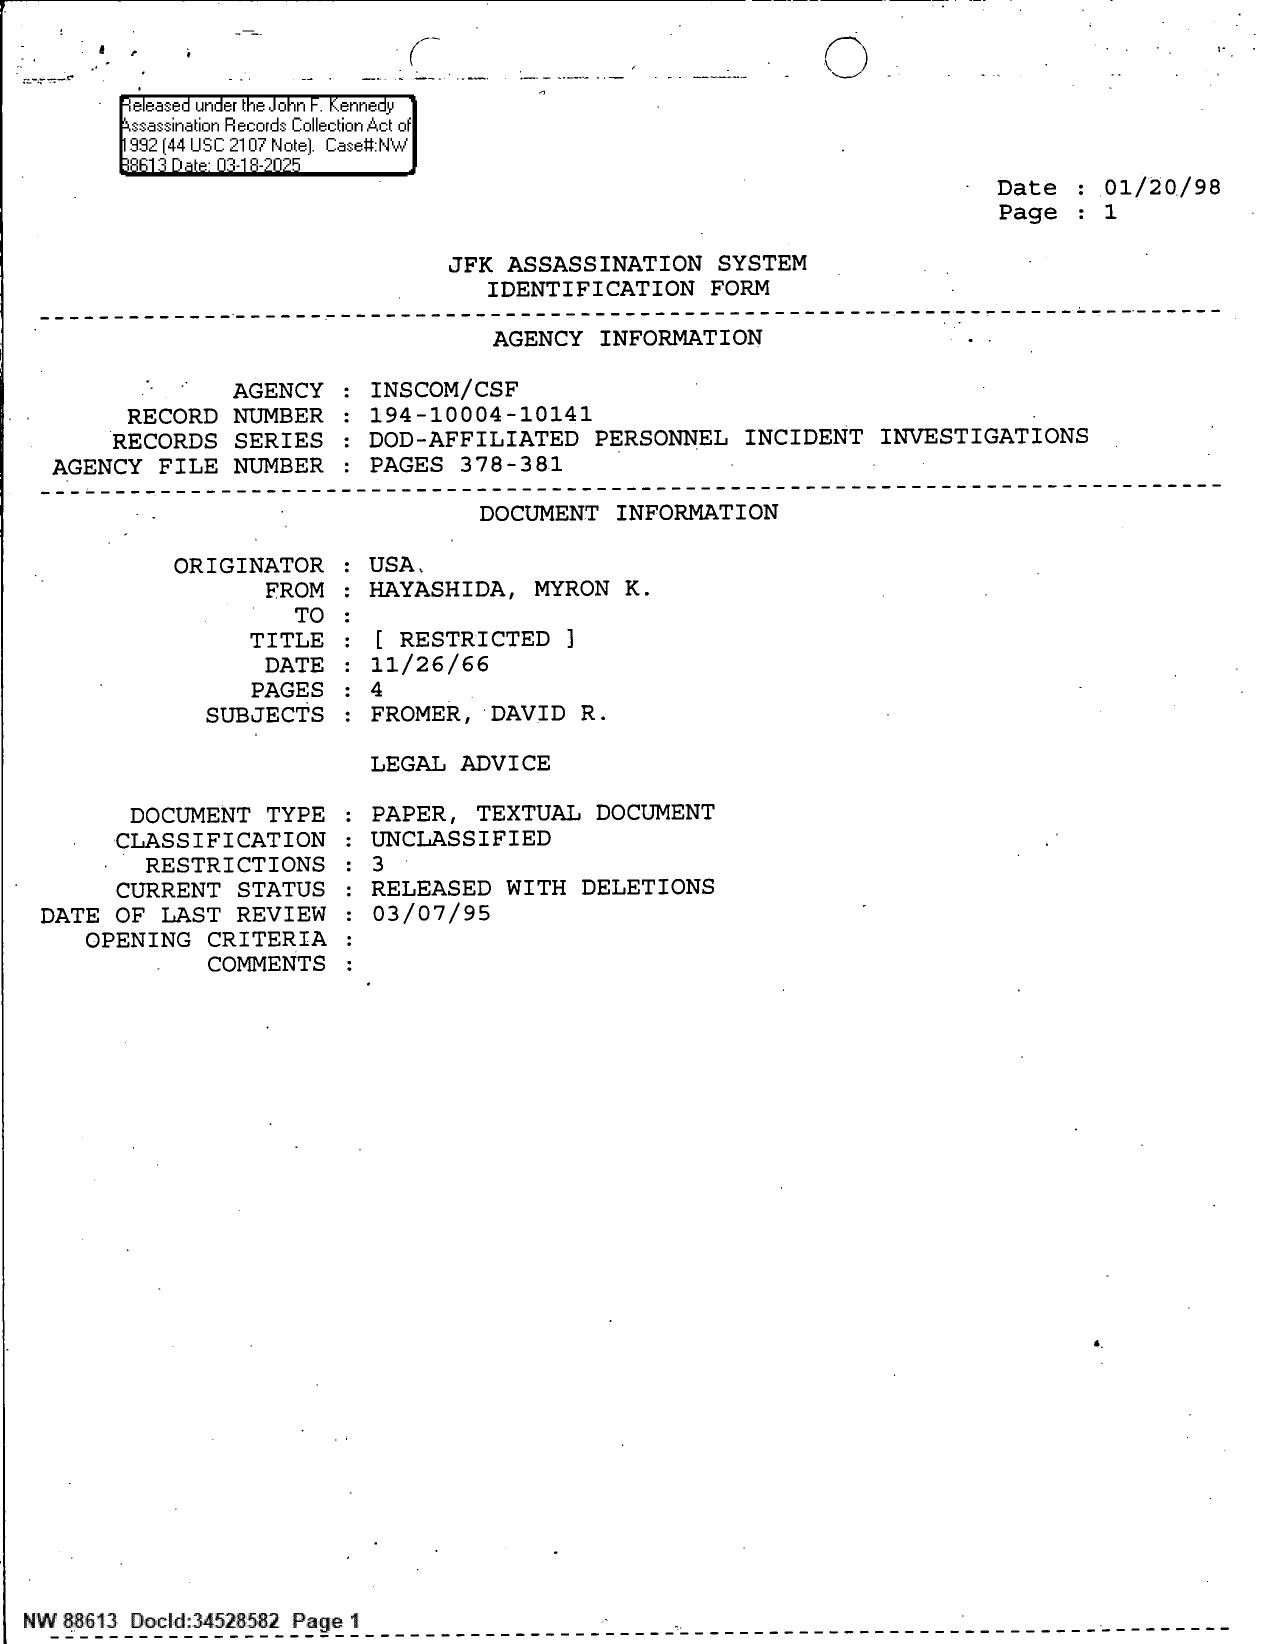 Released under the John F. Kennedy
Assassination Records Collection Act of
1992 (44 USC 2107 Note). Case#:NW
88613 Date: 03-18-2025
Date : 01/20/98
Page : 1
JFK ASSASSINATION SYSTEM
IDENTIFICATION FORM
AGENCY INFORMATION
AGENCY : INSCOM/CSF
RECORD NUMBER : 194-10004-10141
RECORDS SERIES : DOD-AFFILIATED PERSONNEL INCIDENT INVESTIGATIONS
AGENCY FILE NUMBER : PAGES 378-381
DOCUMENT INFORMATION
ORIGINATOR : USA
FROM : HAYASHIDA, MYRON K.
TO :
TITLE : [ RESTRICTED ]
DATE : 11/26/66
PAGES : 4
SUBJECTS : FROMER, DAVID R.
LEGAL ADVICE
DOCUMENT TYPE : PAPER, TEXTUAL DOCUMENT
CLASSIFICATION : UNCLASSIFIED
RESTRICTIONS : 3
CURRENT STATUS : RELEASED WITH DELETIONS
DATE OF LAST REVIEW : 03/07/95
OPENING CRITERIA :
COMMENTS :
NW 88613 DocId:34528582 Page 1